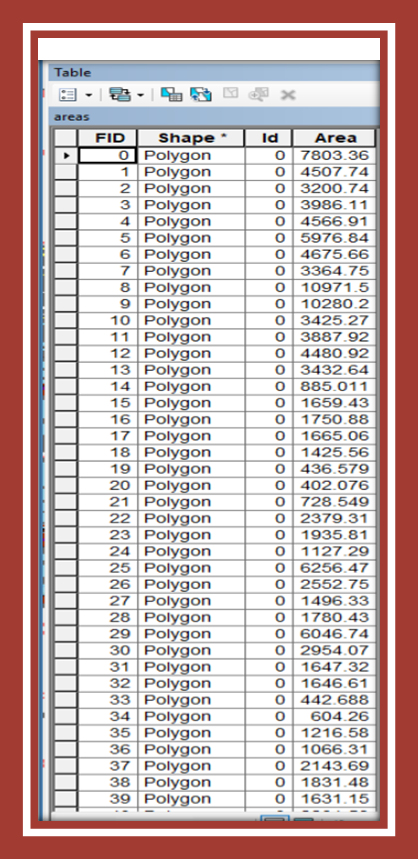 Table
areas
FID Shape * Id Area
0 Polygon 0 7803.36
1 Polygon 0 4507.74
2 Polygon 0 3200.74
3 Polygon 0 3986.11
4 Polygon 0 4566.91
5 Polygon 0 5976.84
6 Polygon 0 4675.66
7 Polygon 0 3364.75
8 Polygon 0 10971.5
9 Polygon 0 10280.2
10 Polygon 0 3425.27
11 Polygon 0 3887.92
12 Polygon 0 4480.92
13 Polygon 0 3432.64
14 Polygon 0 885.011
15 Polygon 0 1659.43
16 Polygon 0 1750.88
17 Polygon 0 1665.06
18 Polygon 0 1425.56
19 Polygon 0 436.579
20 Polygon 0 402.076
21 Polygon 0 728.549
22 Polygon 0 2379.31
23 Polygon 0 1935.81
24 Polygon 0 1127.29
25 Polygon 0 6256.47
26 Polygon 0 2552.75
27 Polygon 0 1496.33
28 Polygon 0 1780.43
29 Polygon 0 6046.74
30 Polygon 0 2954.07
31 Polygon 0 1647.32
32 Polygon 0 1646.61
33 Polygon 0 442.688
34 Polygon 0 604.26
35 Polygon 0 1216.58
36 Polygon 0 1066.31
37 Polygon 0 2143.69
38 Polygon 0 1831.48
39 Polygon 0 1631.15